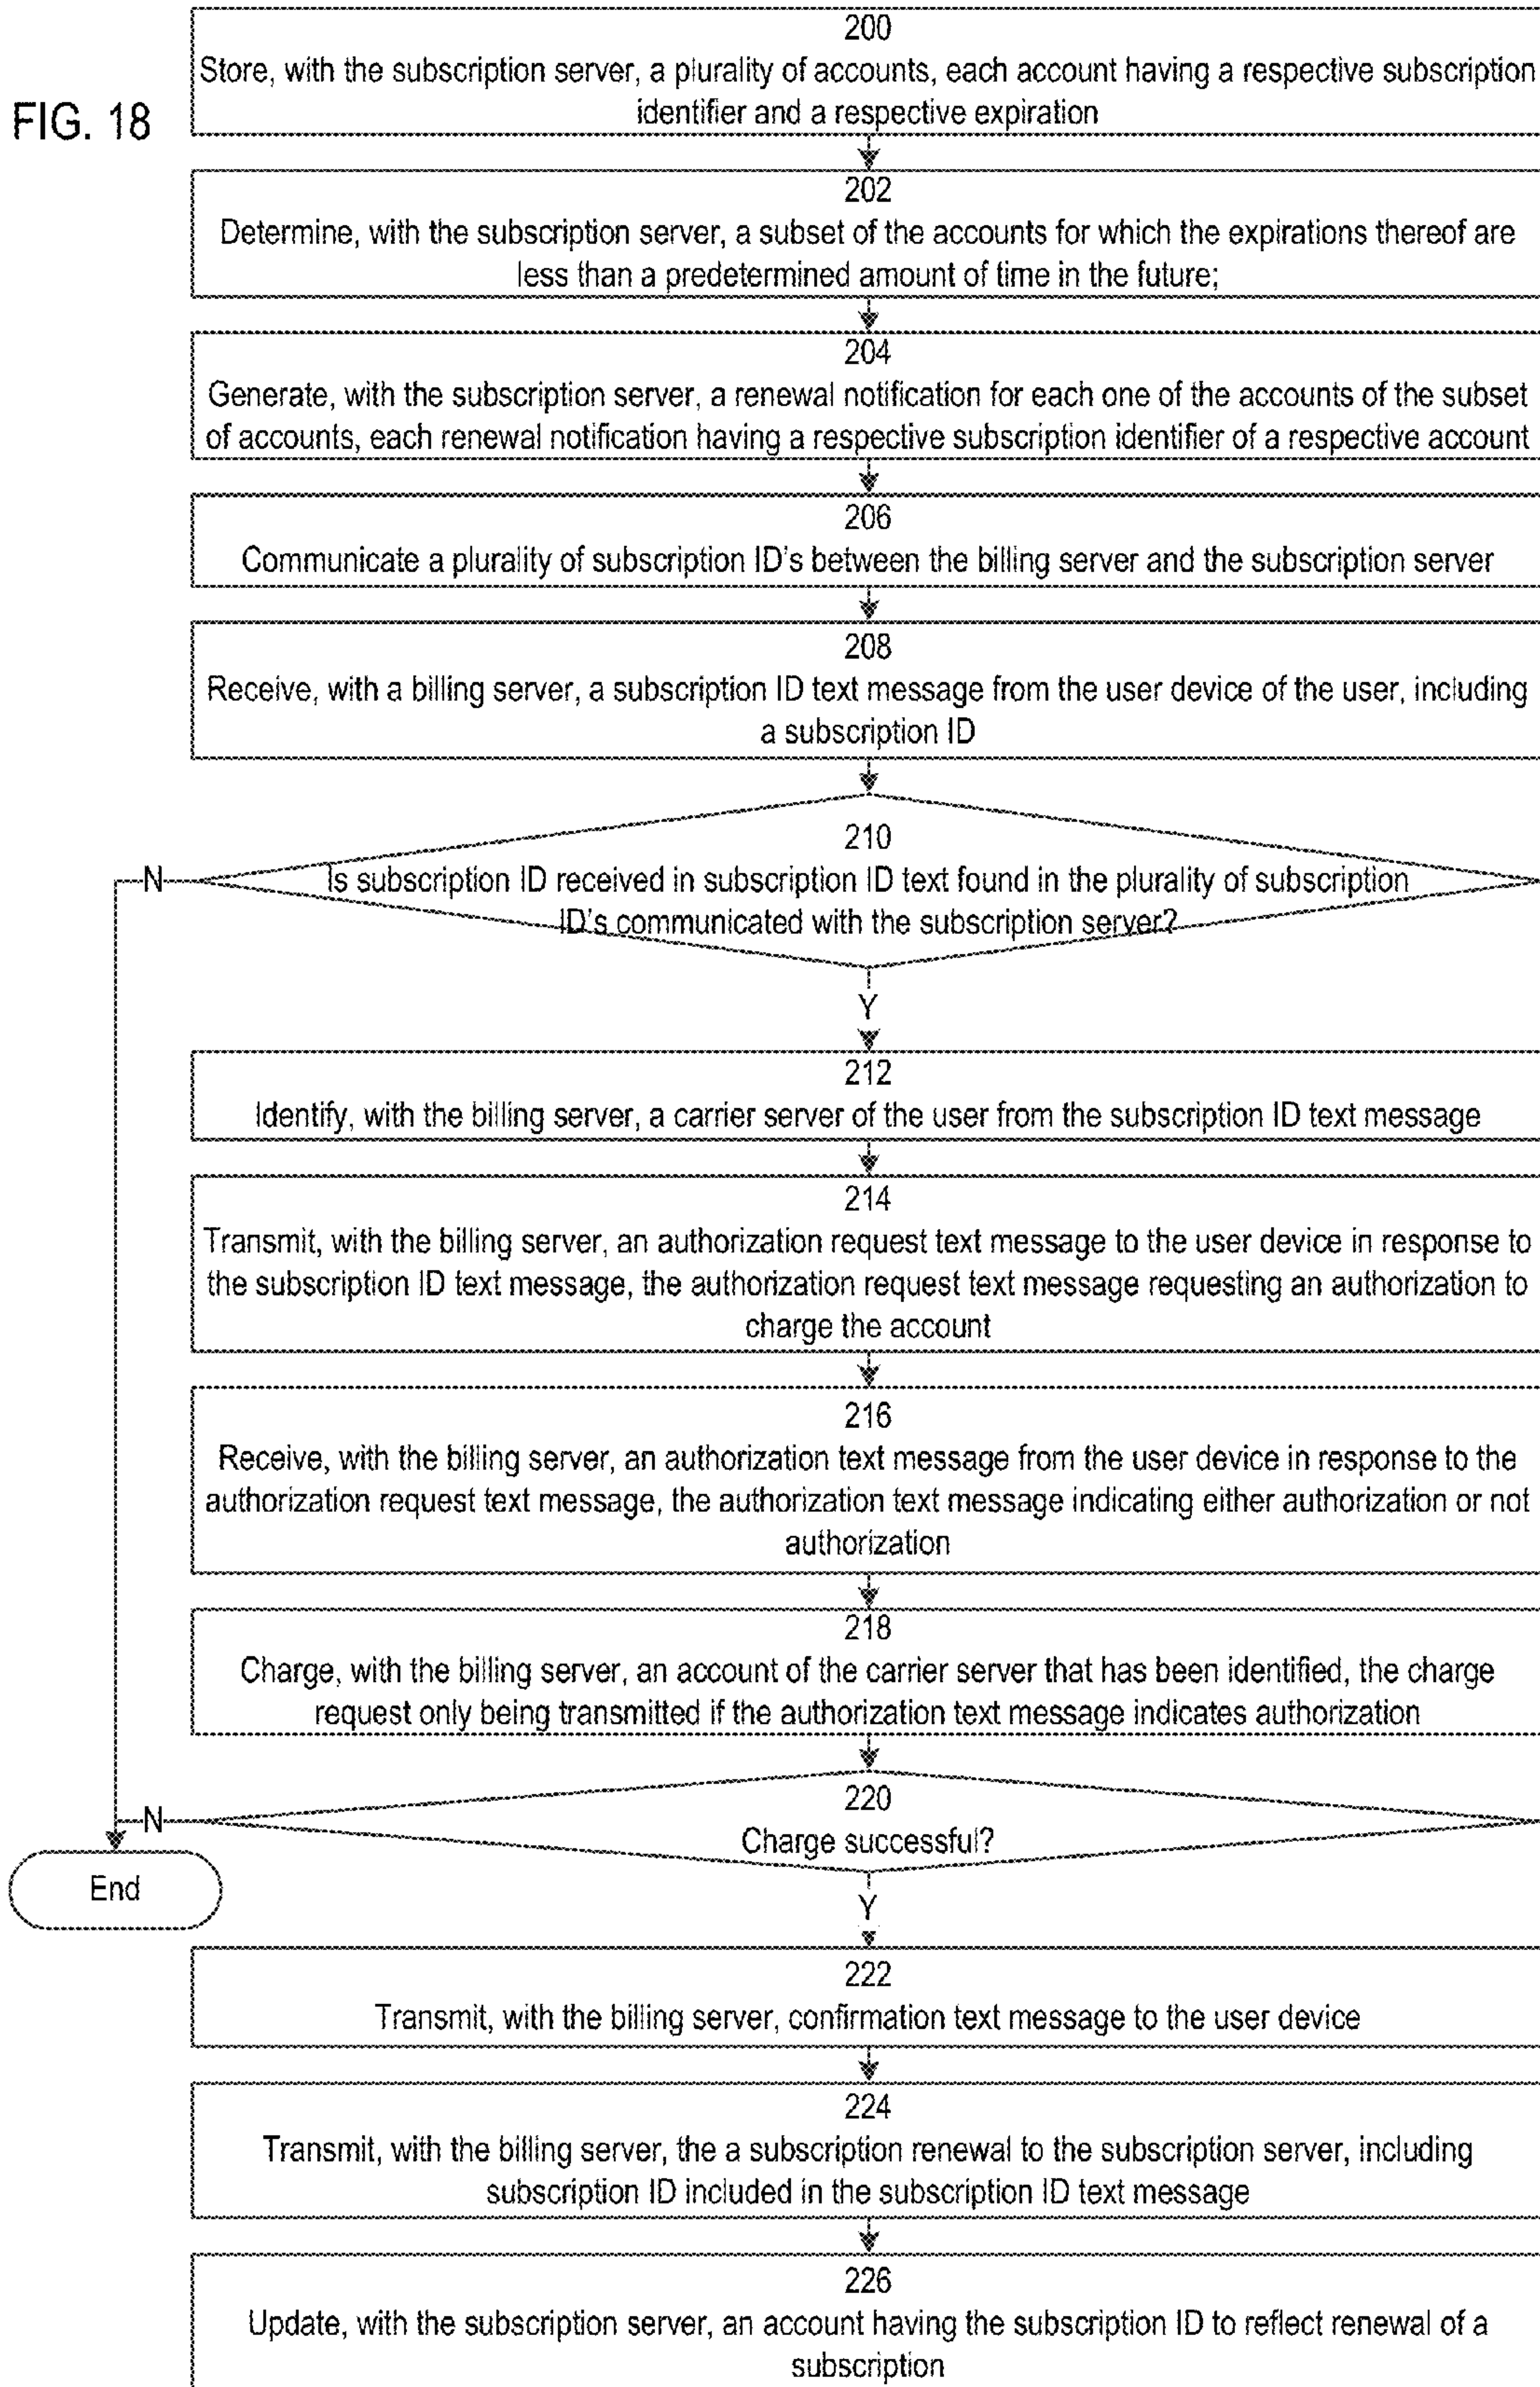 FIG. 18
200
Store, with the subscription server, a plurality of accounts, each account having a respective subscription
identifier and a respective expiration
202
Determine, with the subscription server, a subset of the accounts for which the expirations thereof are
less than a predetermined amount of time in the future;
204
Generate, with the subscription server, a renewal notification for each one of the accounts of the subset
of accounts, each renewal notification having a respective subscription identifier of a respective account
206
Communicate a plurality of subscription ID's between the billing server and the subscription server
208
Receive, with a billing server, a subscription ID text message from the user device of the user, including
a subscription ID
210
N
Is subscription ID received in subscription ID text found in the plurality of subscription
ID's communicated with the subscription server?
Y
212
Identify, with the billing server, a carrier server of the user from the subscription ID text message
214
Transmit, with the billing server, an authorization request text message to the user device in response to
the subscription ID text message, the authorization request text message requesting an authorization to
charge the account
216
Receive, with the billing server, an authorization text message from the user device in response to the
authorization request text message, the authorization text message indicating either authorization or not
authorization
218
Charge, with the billing server, an account of the carrier server that has been identified, the charge
request only being transmitted if the authorization text message indicates authorization
220
N
Charge successful?
End
Y
222
Transmit, with the billing server, confirmation text message to the user device
224
Transmit, with the billing server, the a subscription renewal to the subscription server, including
subscription ID included in the subscription ID text message
226
Update, with the subscription server, an account having the subscription ID to reflect renewal of a
subscription